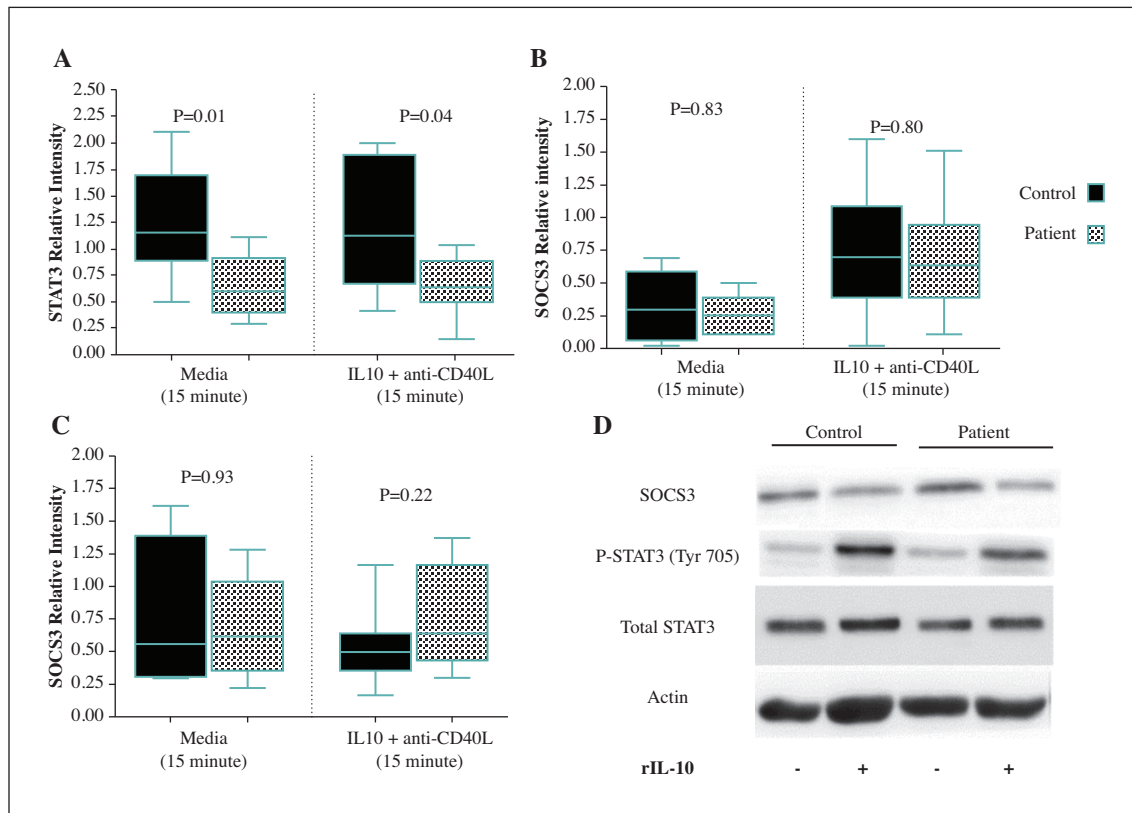 A
STAT3 Relative Intensity
2.50
2.25
2.00
1.75
1.50
1.25
1.00
0.75
0.50
0.25
0.00
P=0.01
P=0.04
Media
(15 minute)
IL10 + anti-CD40L
(15 minute)
B
SOCS3 Relative intensity
2.00
1.75
1.50
1.25
1.00
0.75
0.50
0.25
0.00
P=0.83
P=0.80
Media
(15 minute)
IL10 + anti-CD40L
(15 minute)
Control
Patient
C
SOCS3 Relative Intensity
2.00
1.75
1.50
1.25
1.00
0.75
0.50
0.25
0.00
P=0.93
P=0.22
Media
(15 minute)
IL10 + anti-CD40L
(15 minute)
D
Control Patient
SOCS3
P-STAT3 (Tyr 705)
Total STAT3
Actin
rIL-10 - + - +